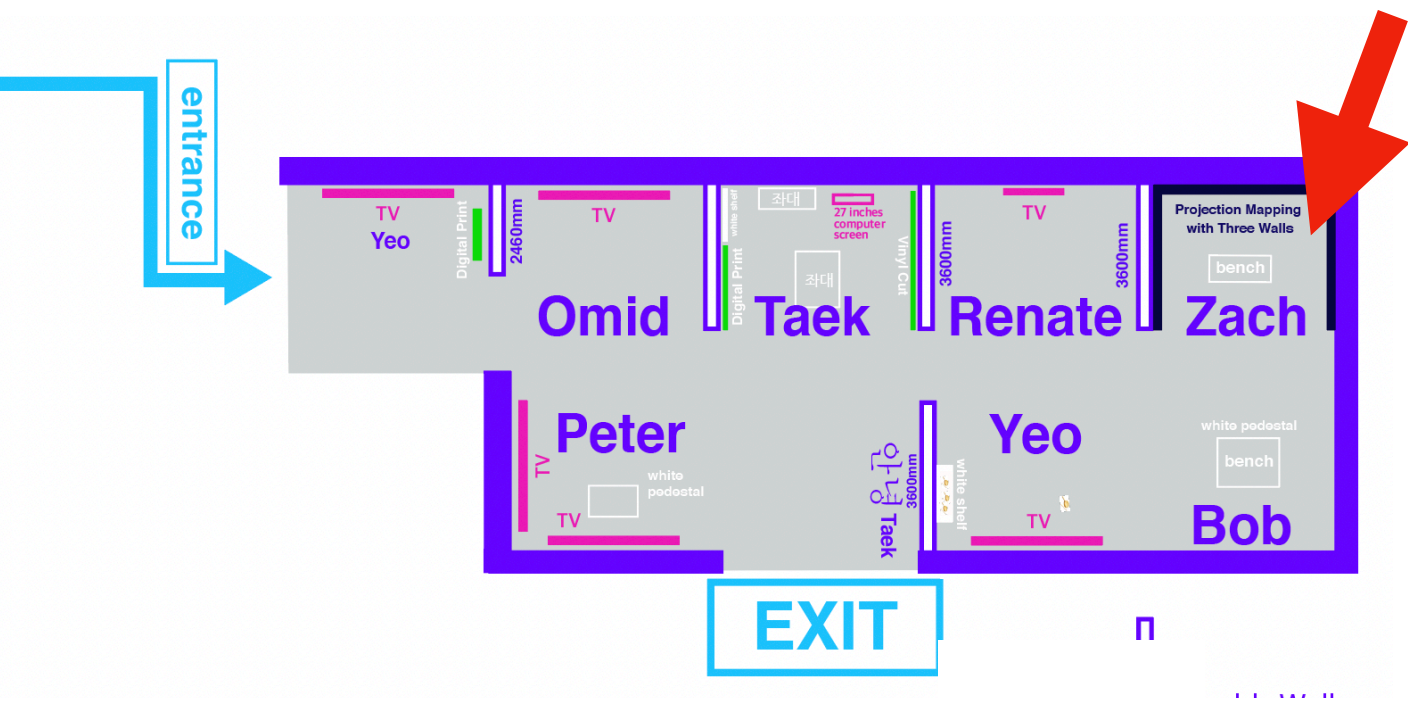 entrance
TV
Yeo
Digital Print
2460mm
TV
Omid
white shelf
Digital Print
좌대
27 inches
computer
screen
좌대
Vinyl Cut
Taek
3600mm
TV
Renate
3600mm
Projection Mapping
with Three Walls
bench
Zach
TV
Peter
white
pedestal
TV
안녕 Taek
3600mm
white shelf
Yeo
TV
white pedestal
bench
Bob
EXIT